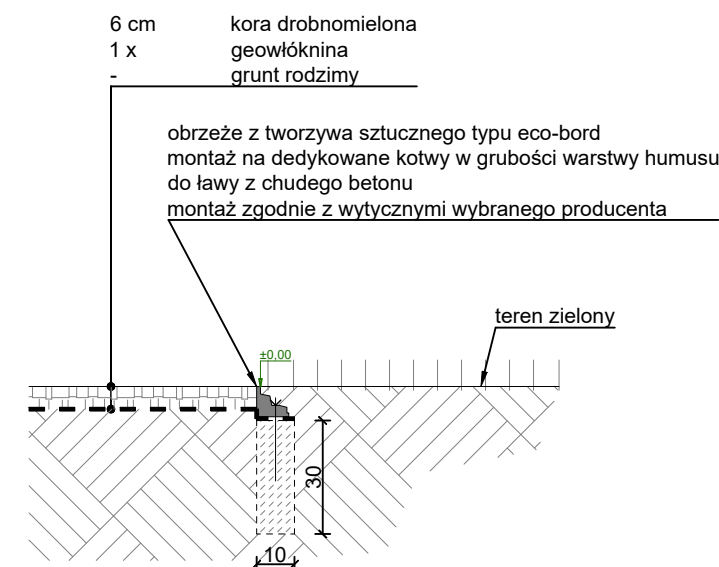 6 cm kora drobnomielona
1 x geowłóknina
- grunt rodzimy
obrzeże z tworzywa sztucznego typu eco-bord
montaż na dedykowane kotwy w grubości warstwy humusu
do ławy z chudego betonu
montaż zgodnie z wytycznymi wybranego producenta
teren zielony
±0,00
30
10